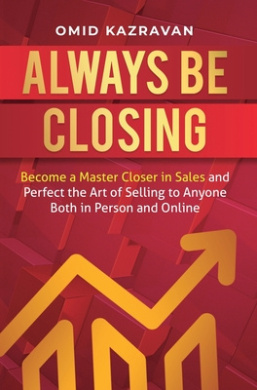 OMID KAZRAVAN
ALWAYS BE
CLOSING
Become a Master Closer in Sales and
Perfect the Art of Selling to Anyone
Both in Person and Online